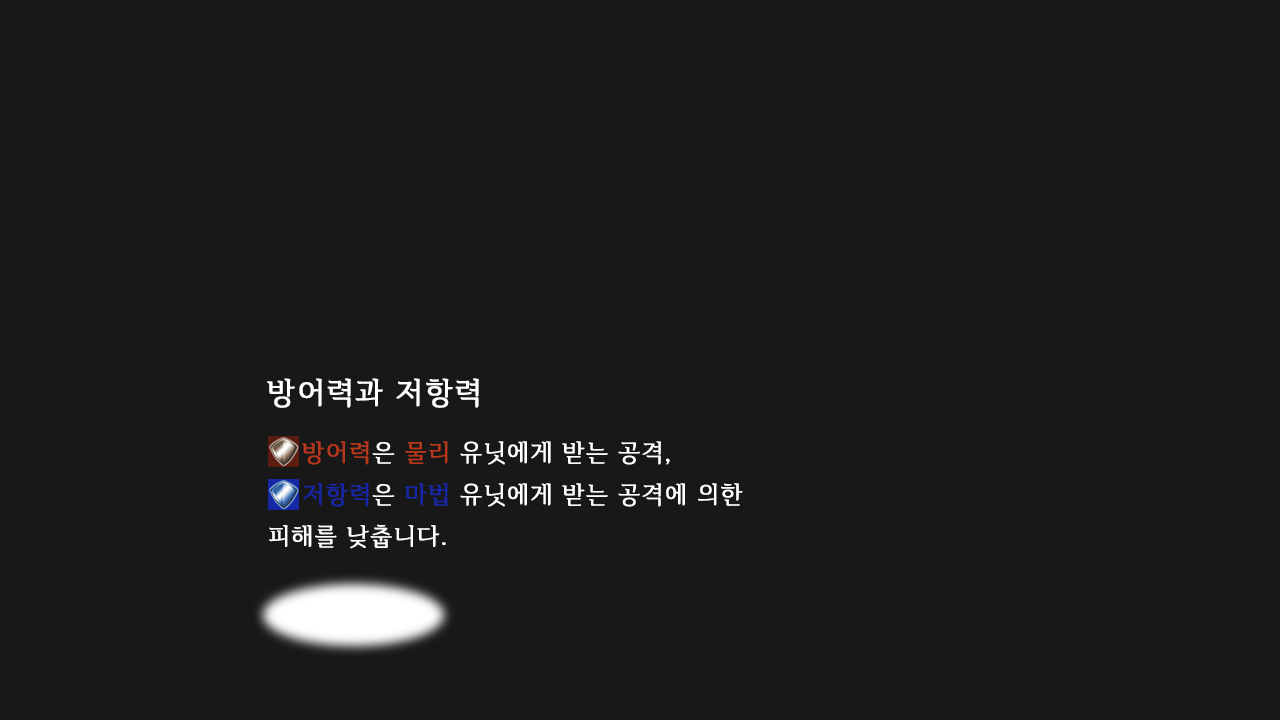 방어력과 저항력
방어력은 물리 유닛에게 받는 공격,
저항력은 마법 유닛에게 받는 공격에 의한
피해를 낮춥니다.